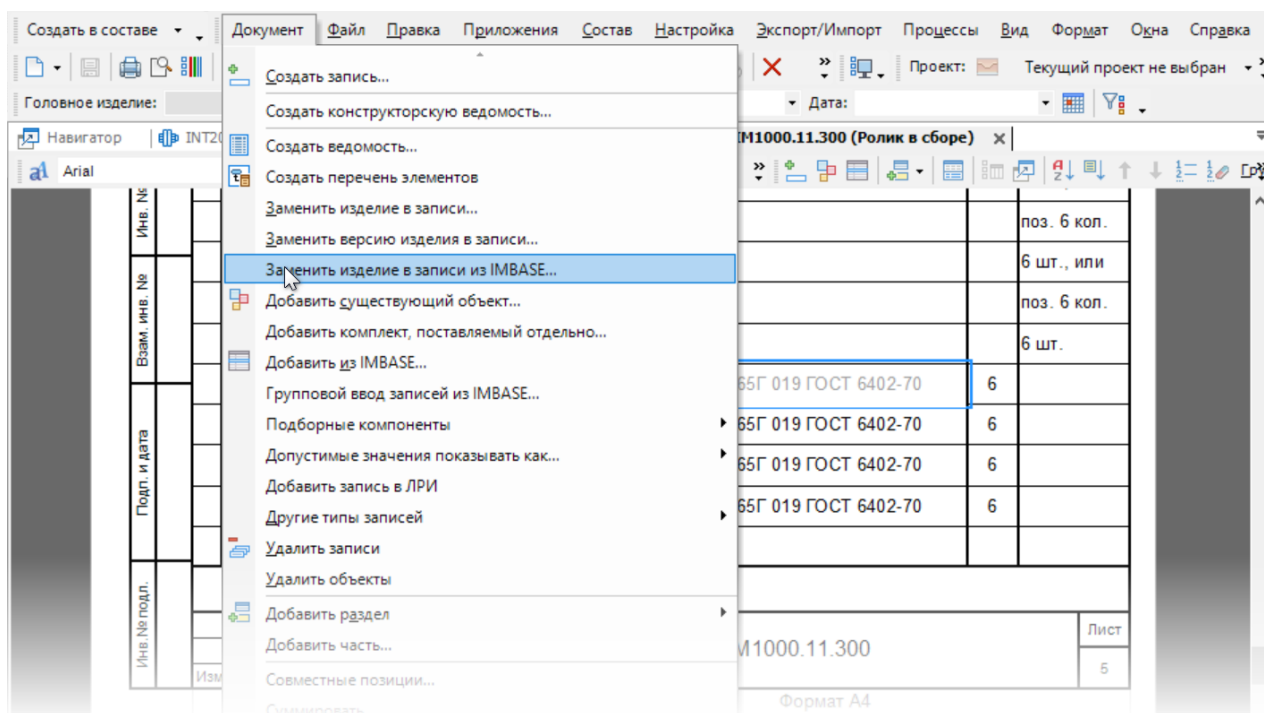 Создать в составе
Документ Файл Правка Приложения Состав Настройка Экспорт/Импорт Процессы Вид Формат Окна Справка
Проект: Текущий проект не выбран
Головное изделие:
Дата:
Навигатор
M1000.11.300 (Ролик в сборе)
Arial
Создать запись...
Создать конструкторскую ведомость...
Создать ведомость...
Создать перечень элементов
Заменить изделие в записи...
Заменить версию изделия в записи...
Заменить изделие в записи из IMBASE...
Добавить существующий объект...
Добавить комплект, поставляемый отдельно...
Добавить из IMBASE...
Групповой ввод записей из IMBASE...
Подборные компоненты
Допустимые значения показывать как...
Добавить запись в ЛРИ
Другие типы записей
Удалить записи
Удалить объекты
Добавить раздел
Добавить часть...
Совместные позиции...
Суммировать
Инв. №
Взам. инв. №
Подп. и дата
Инв.№ подл.
поз. 6 кол.
6 шт., или
поз. 6 кол.
6 шт.
65Г 019 ГОСТ 6402-70 6
65Г 019 ГОСТ 6402-70 6
65Г 019 ГОСТ 6402-70 6
65Г 019 ГОСТ 6402-70 6
Изм
M1000.11.300
Лист
5
Формат А4